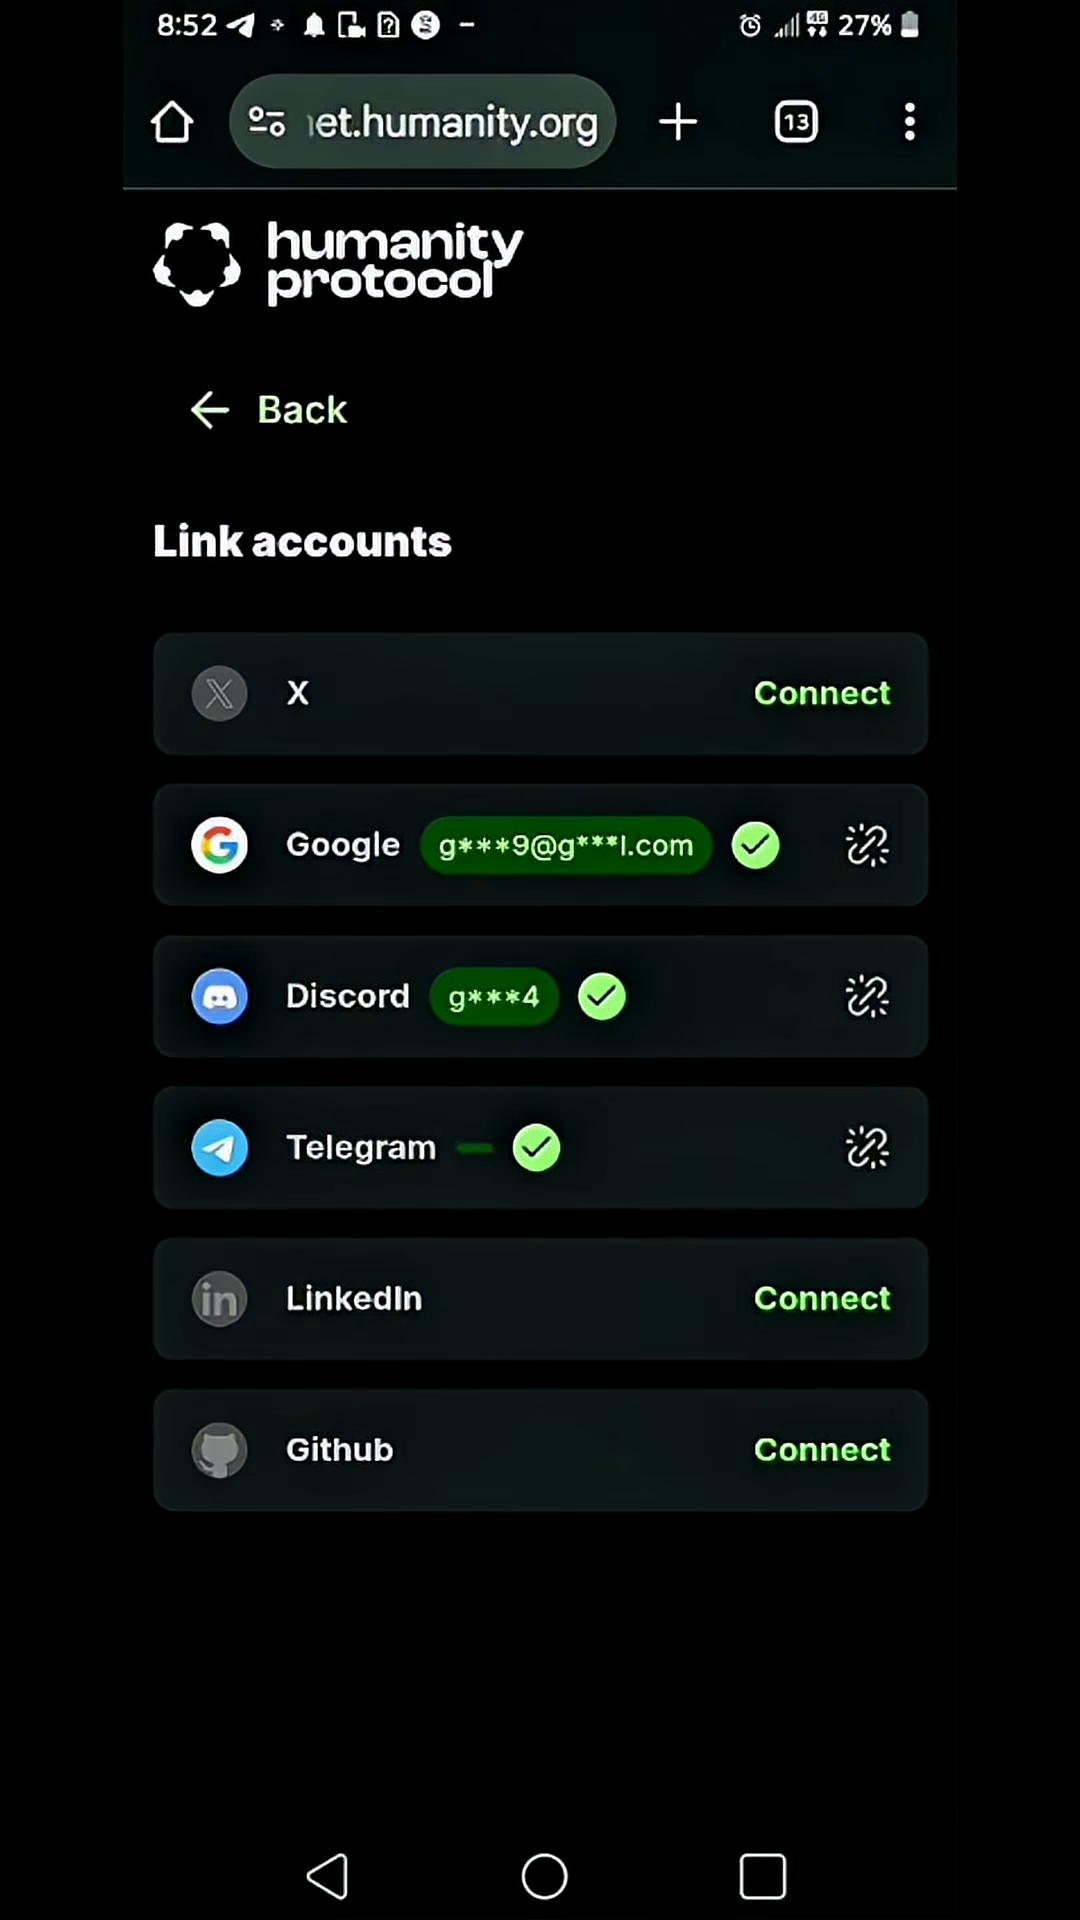 8:52 27%
et.humanity.org 13
humanity
protocol
Back
Link accounts
X Connect
Google g***9@g***l.com
Discord g***4
Telegram
LinkedIn Connect
Github Connect